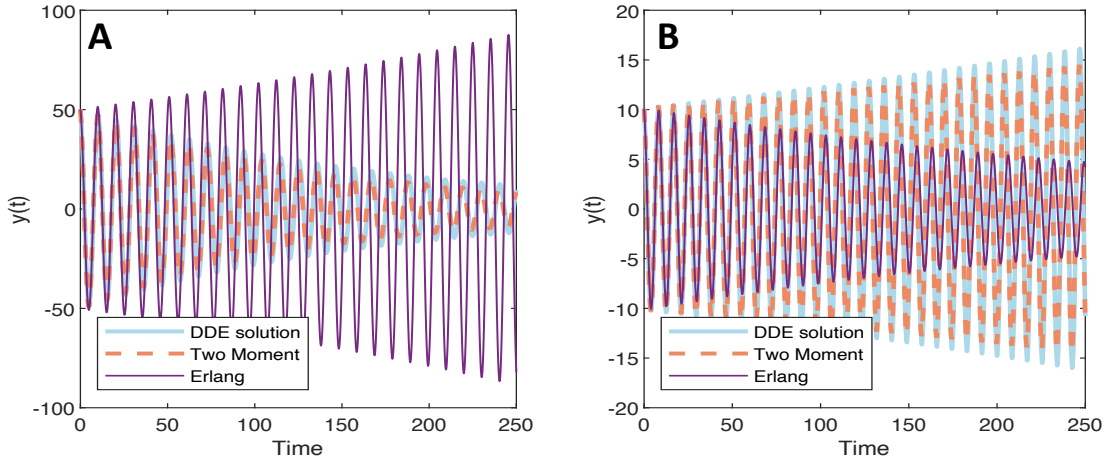 A
100
50
0
-50
-100
y(t)
DDE solution
Two Moment
Erlang
0 50 100 150 200 250
Time
B
20
15
10
5
0
-5
-10
-15
-20
y(t)
DDE solution
Two Moment
Erlang
0 50 100 150 200 250
Time